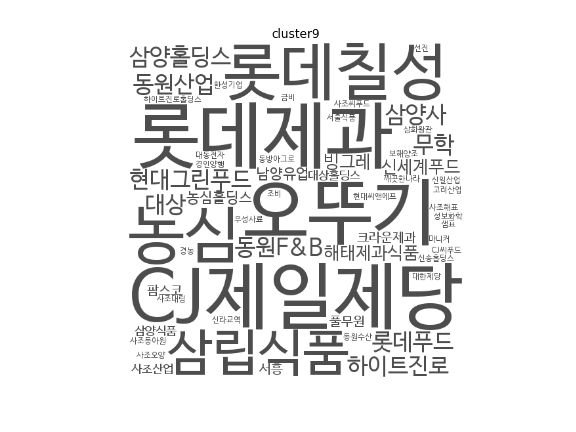 cluster9
삼양홀딩스
롯데칠성
선진
동원산업
한성기업
하이트진로홀딩스
금비
사조씨푸드
서울식품
삼양사
삼화왕관
롯데제과
무학
대동전자
경인양행
동방아그로
빙그레
보해양조
신세계푸드
현대그린푸드
남양유업
대상홀딩스
신일산업
고려산업
대상
농심홀딩스
조비
현대씨앤에프
오뚜기
사조해표
성보화학
샘표
농심
우성사료
크라운제과
마니커
경농
동원F&B
해태제과식품
CJ씨푸드
신송홀딩스
CJ제일제당
대한제당
팜스코
사조대림
신라교역
풀무원
삼양식품
사조동아원
삼립식품
동원수산
롯데푸드
사조오양
사조산업
서흥
하이트진로